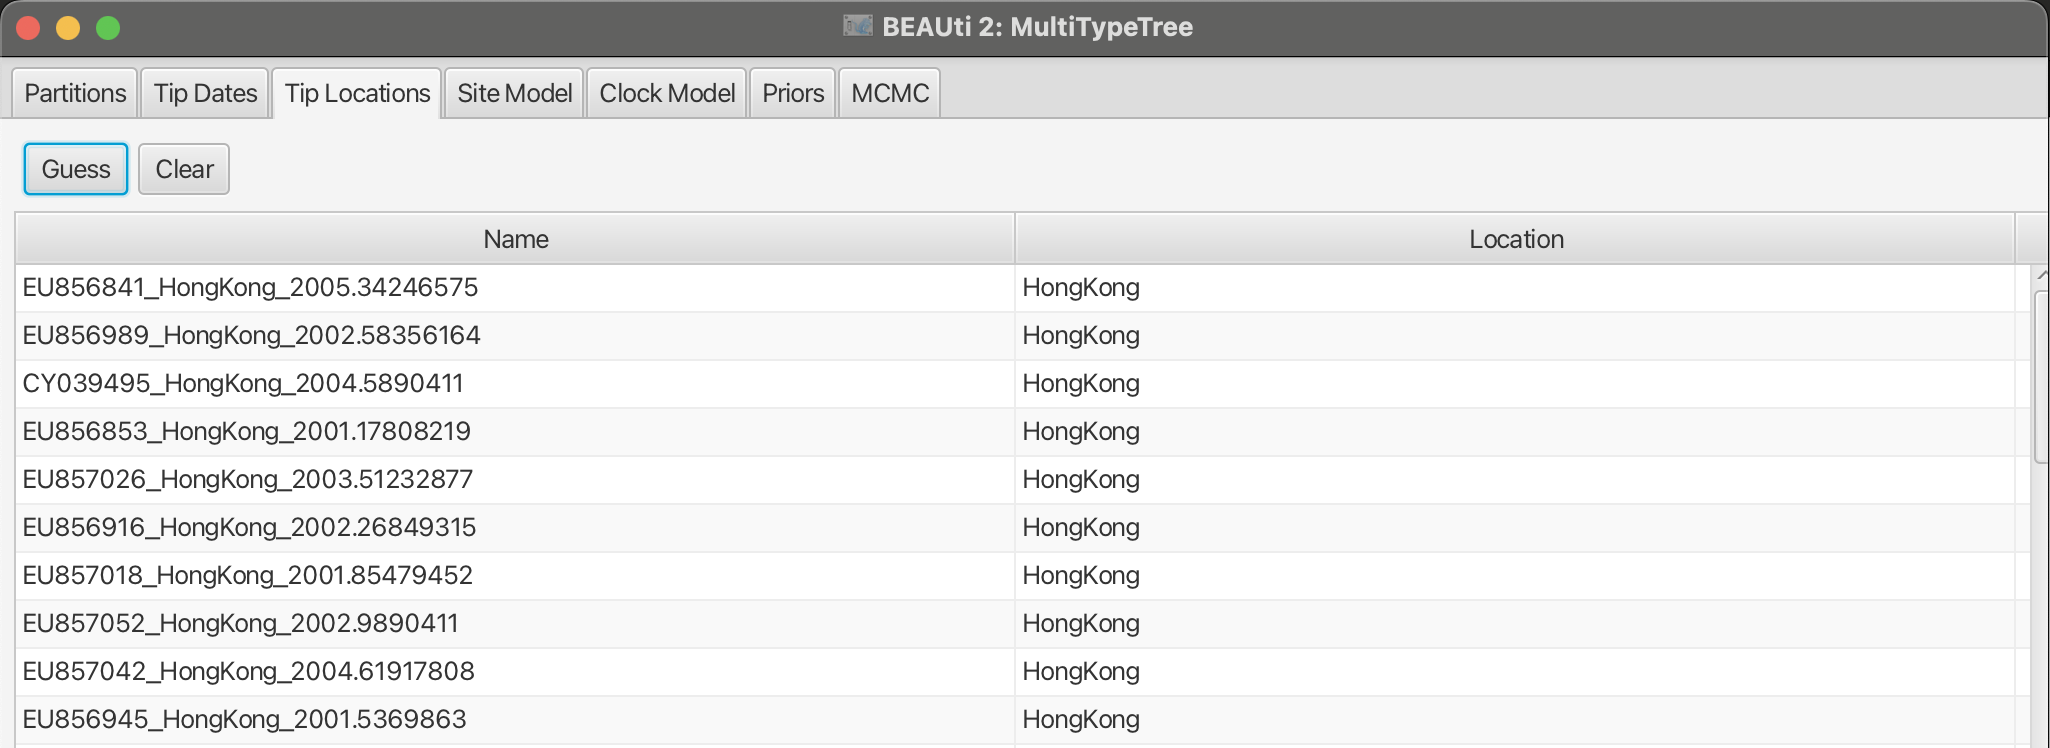 BEAUti 2: MultiTypeTree
Partitions Tip Dates Tip Locations Site Model Clock Model Priors MCMC
Guess Clear
Name Location
EU856841_HongKong_2005.34246575 HongKong
EU856989_HongKong_2002.58356164 HongKong
CY039495_HongKong_2004.5890411 HongKong
EU856853_HongKong_2001.17808219 HongKong
EU857026_HongKong_2003.51232877 HongKong
EU856916_HongKong_2002.26849315 HongKong
EU857018_HongKong_2001.85479452 HongKong
EU857052_HongKong_2002.9890411 HongKong
EU857042_HongKong_2004.61917808 HongKong
EU856945_HongKong_2001.5369863 HongKong